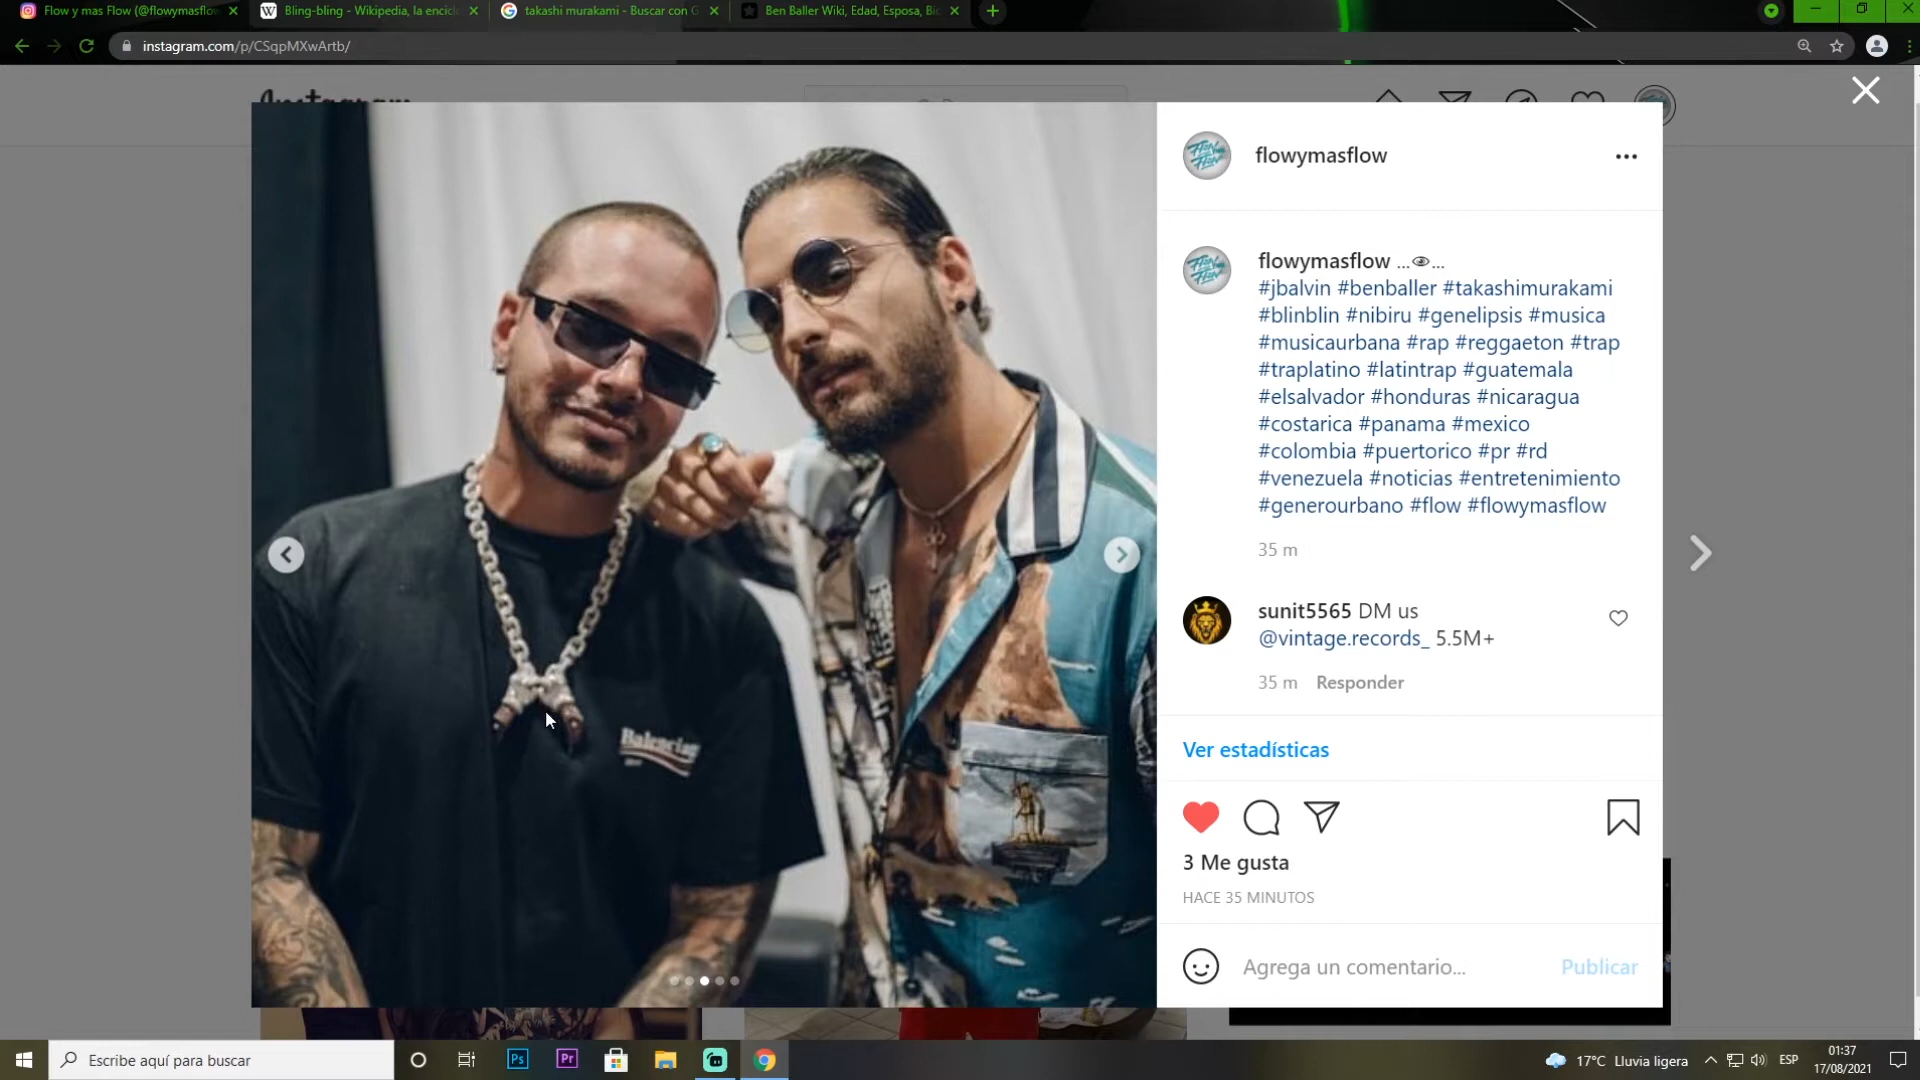 Flow y mas Flow (@flowymasflow
Bling-bling - Wikipedia, la encicl
takashi murakami - Buscar con G
Ben Baller Wiki, Edad, Esposa, Bi
instagram.com/p/CSqpMXwArtb/
Instagram
flowymasflow
flowymasflow ...👁...
#jbalvin #benballer #takashimurakami
#blinblin #nibiru #genelipsis #musica
#musicaurbana #rap #reggaeton #trap
#traplatino #latintrap #guatemala
#elsalvador #honduras #nicaragua
#costarica #panama #mexico
#colombia #puertorico #pr #rd
#venezuela #noticias #entretenimiento
#generourbano #flow #flowymasflow
35 m
sunit5565 DM us
@vintage.records_ 5.5M+
35 m Responder
Ver estadísticas
3 Me gusta
HACE 35 MINUTOS
Agrega un comentario... Publicar
Escribe aquí para buscar
Ps
Pr
17°C Lluvia ligera
ESP
01:37
17/08/2021